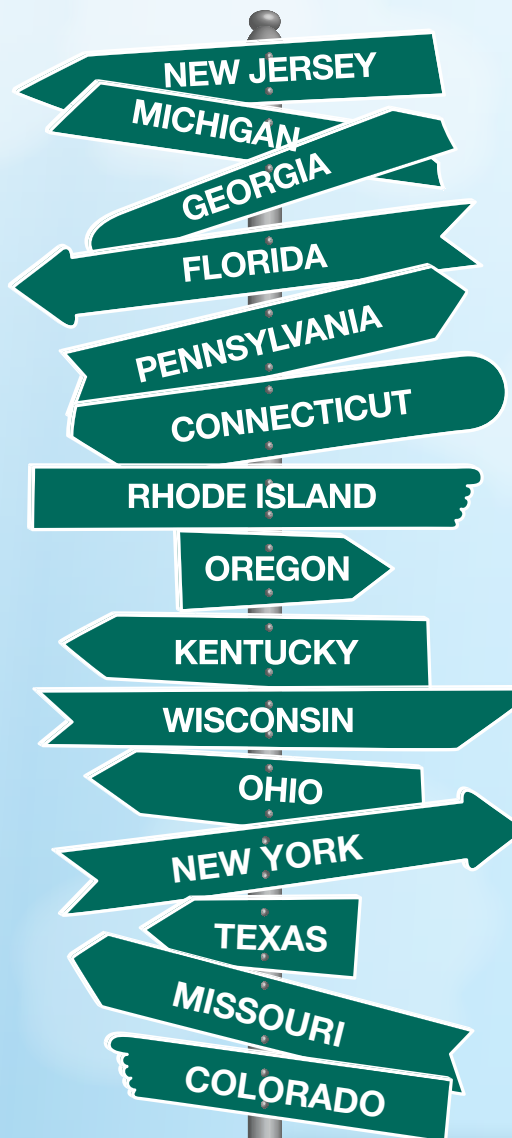 NEW JERSEY
MICHIGAN
GEORGIA
FLORIDA
PENNSYLVANIA
CONNECTICUT
RHODE ISLAND
OREGON
KENTUCKY
WISCONSIN
OHIO
NEW YORK
TEXAS
MISSOURI
COLORADO